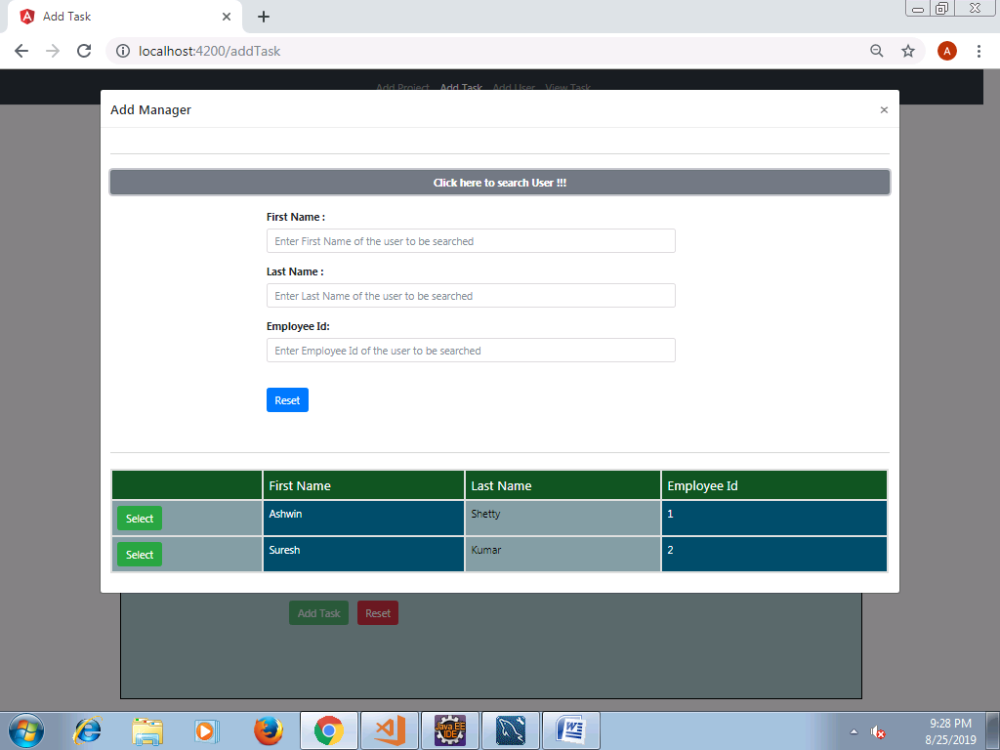 Add Task
localhost:4200/addTask
A
Add Project Add Task Add User View Task
Add Manager
×
Click here to search User !!!
First Name :
Enter First Name of the user to be searched
Last Name :
Enter Last Name of the user to be searched
Employee Id:
Enter Employee Id of the user to be searched
Reset
First Name Last Name Employee Id
Select Ashwin Shetty 1
Select Suresh Kumar 2
Add Task Reset
Java EE
IDE
W
9:28 PM
8/25/2019